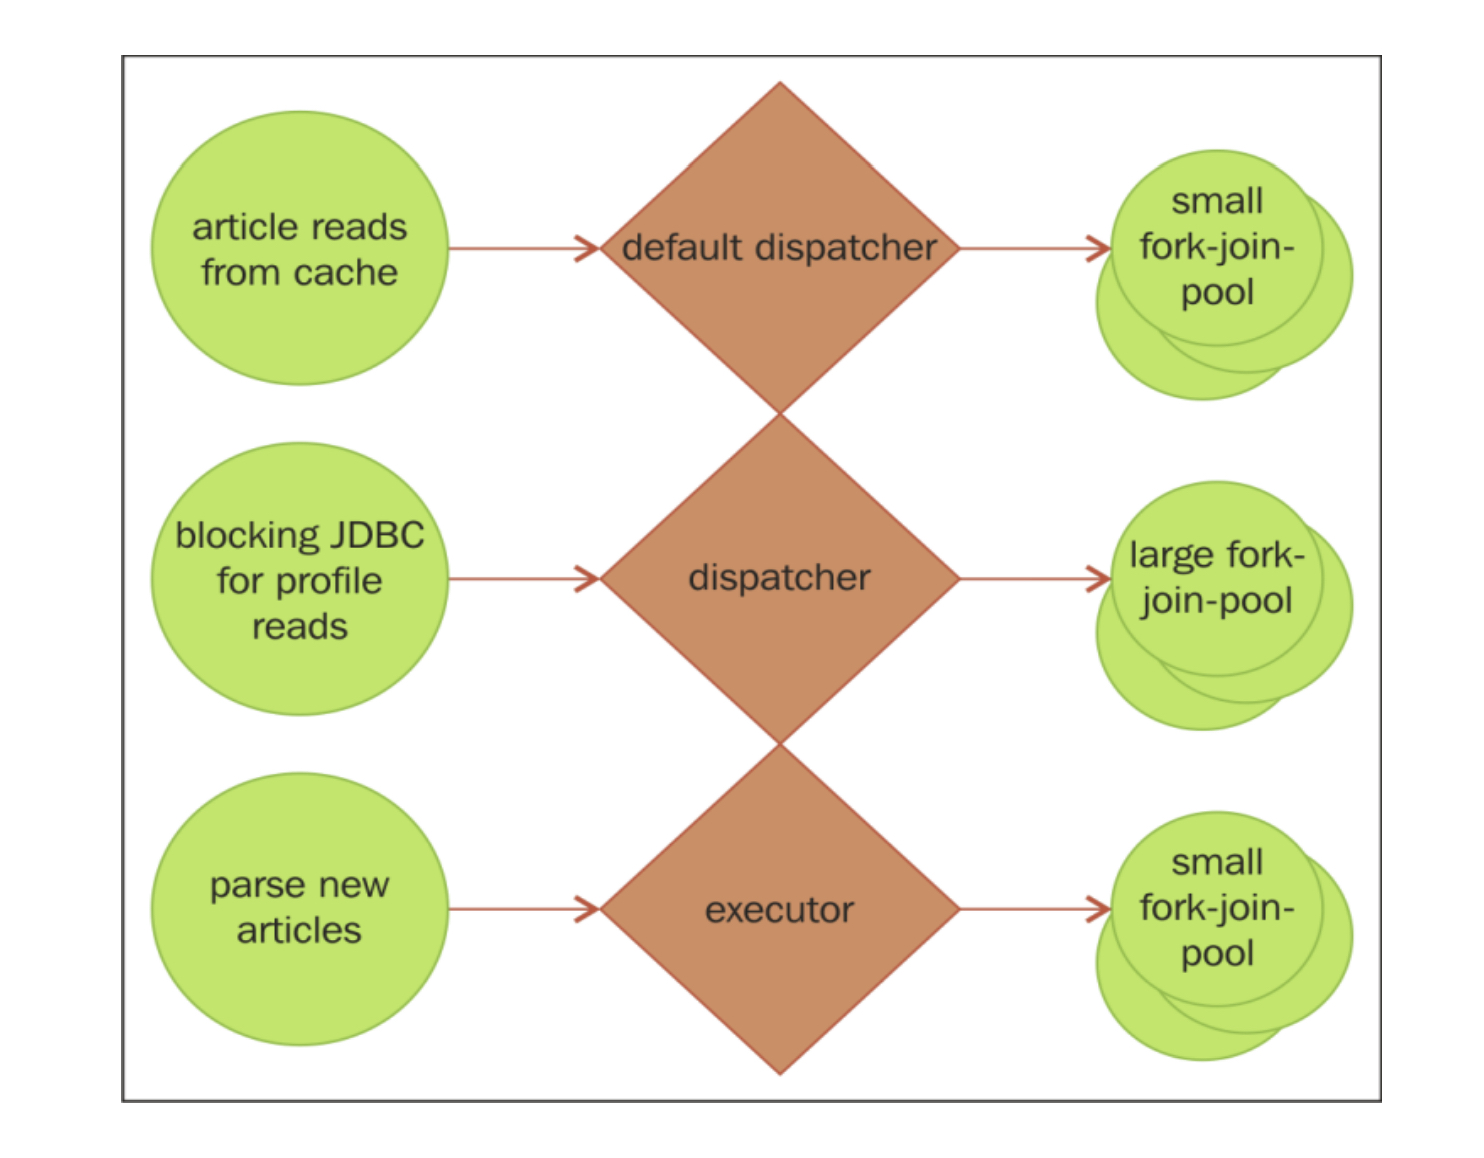 article reads
from cache
default dispatcher
small
fork-join-
pool
blocking JDBC
for profile
reads
dispatcher
large fork-
join-pool
parse new
articles
executor
small
fork-join-
pool